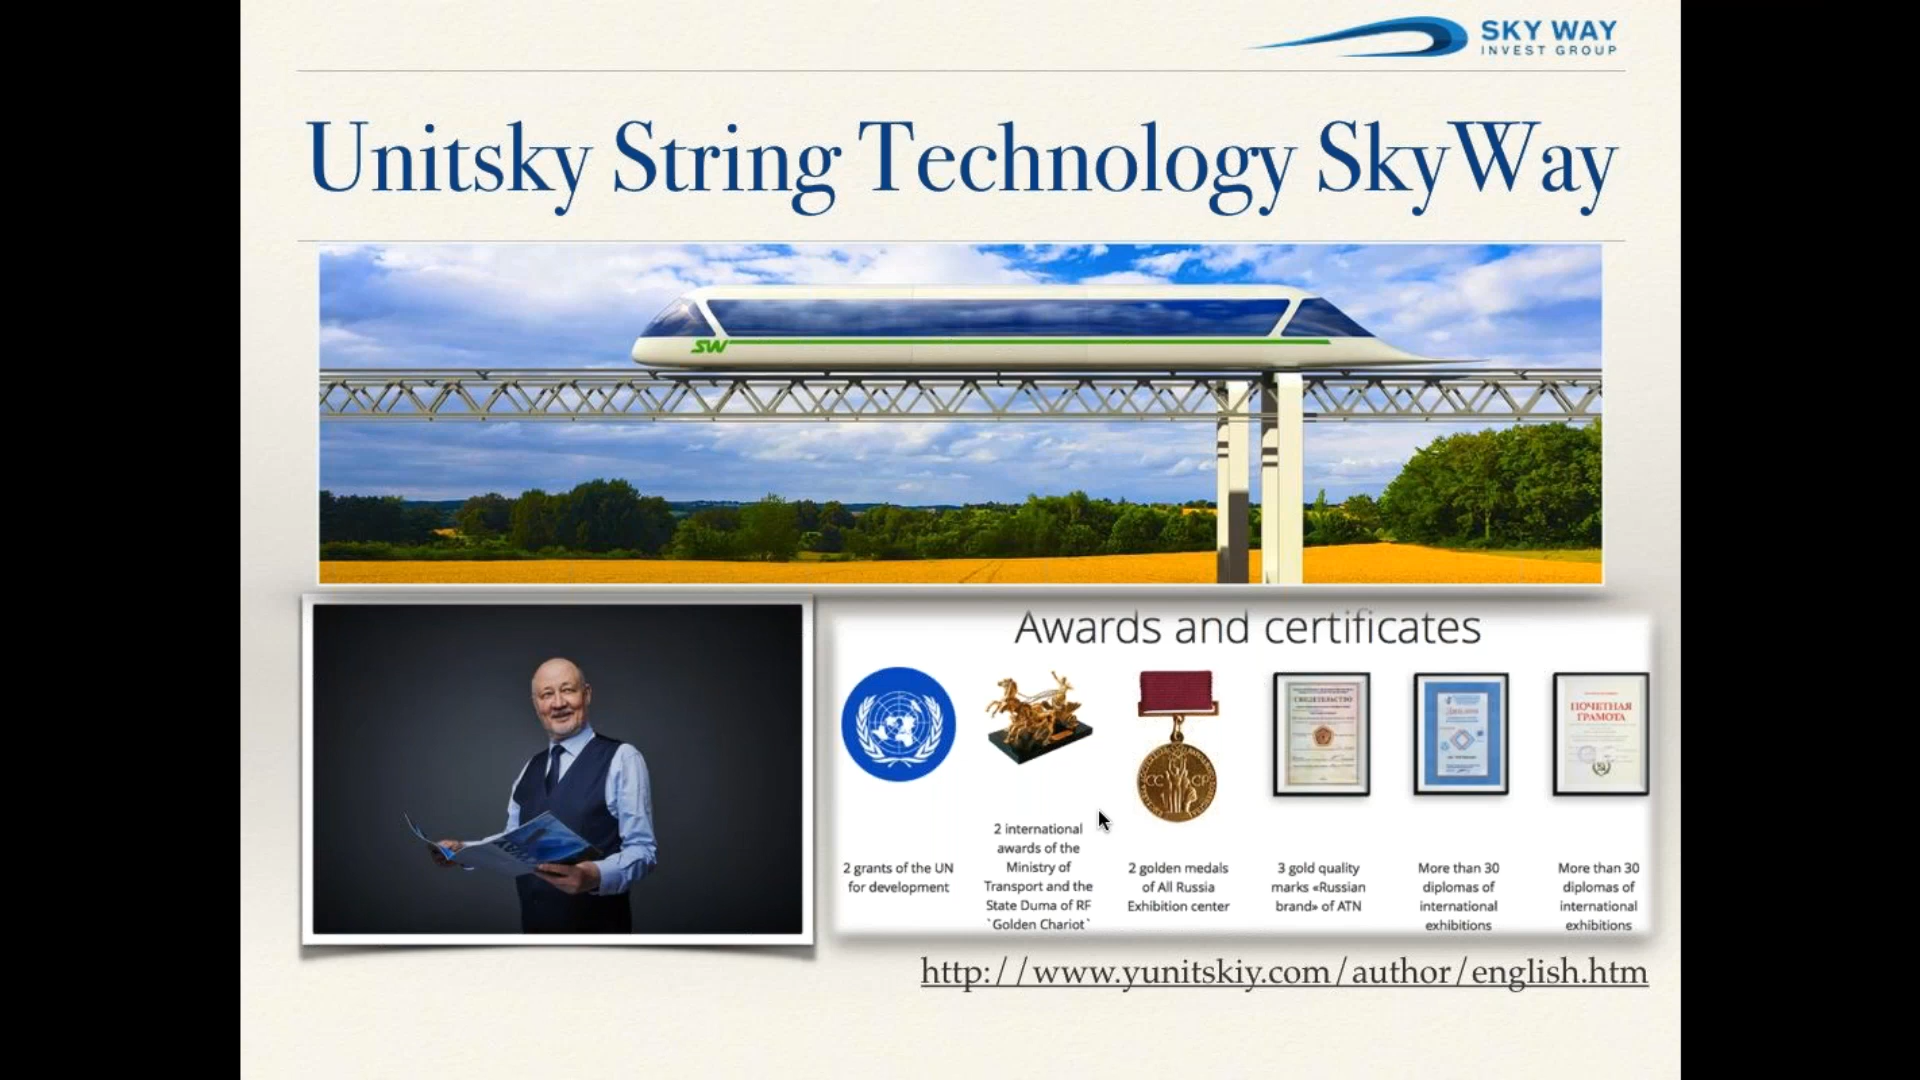 SKY WAY
INVEST GROUP
Unitsky String Technology SkyWay
SW
Awards and certificates
СВИДЕТЕЛЬСТВО
Диплом
ПОЧЕТНАЯ
ГРАМОТА
2 grants of the UN
for development
2 international
awards of the
Ministry of
Transport and the
State Duma of RF
`Golden Chariot`
2 golden medals
of All Russia
Exhibition center
3 gold quality
marks «Russian
brand» of ATN
More than 30
diplomas of
international
exhibitions
More than 30
diplomas of
international
exhibitions
http://www.yunitskiy.com/author/english.htm